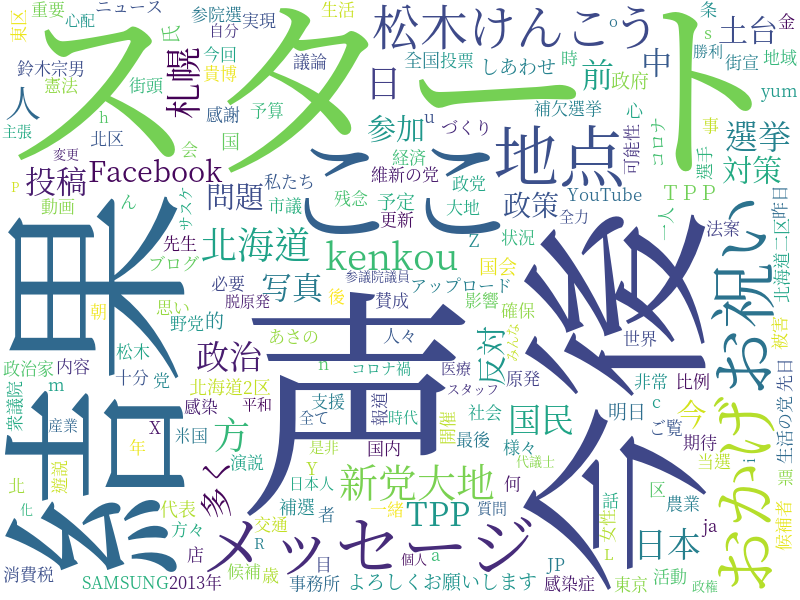 スタート
松木けんこう
結果
声
今後
ここ
地点
メッセージ
お祝い
おかげ
kenkou
北海道
新党大地
Facebook
投稿
札幌
土台
選挙
対策
TPP
政策
問題
写真
政治
多く
方
国民
日本
反対
参加
日
前
中
人
今
重要
ニュース
心配
東区
鈴木宗男
憲法
主張
北区
街頭
氏
参院選
実現
自分
今回
貴博
感謝
生活
議論
予算
国
会
全国投票
しあわせ
時
政府
補欠選挙
心
可能性
コロナ
事
選手
街宣
地域
勝利
条
金
yum
s
o
h
u
P
変更
動画
ん
サスケ
先生
ブログ
私たち
市議
経済
維新の党
づくり
政党
残念
予定
更新
大地
YouTube
全力
一人
TPP
法案
昨日
北海道二区
Z
状況
国会
必要
脱原発
野党
的
思い
朝
後
参議院議員
賛成
アップロード
影響
確保
あさの
人々
みんな
世界
被害
先日
生活の党
政治家
内容
松木
十分
党
m
衆議院
産業
遊説
北海道2区
コロナ禍
n
医療
スタッフ
原発
非常
比例
感染
平和
支援
全て
報道
時代
開催
社会
c
明日
ご覧
期待
当選
i
X
米国
年
演説
是非
国内
最後
様々
代議士
北
化
代表
方々
補選
者
日本人
Y
一緒
質問
何
女性
話
区
農業
候補者
店
R
交通
目
a
個人
JP
L
ja
消費税
SAMSUNG
2013年
候補
歳
事務所
よろしくお願いします
感染症
東京
活動
政権